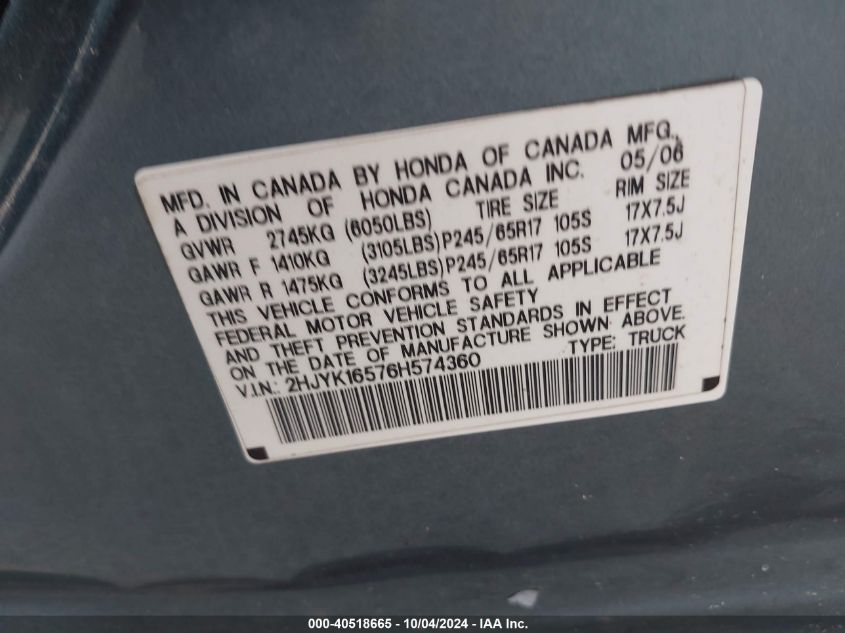 MFD. IN CANADA BY HONDA OF CANADA MFG.,
A DIVISION OF HONDA CANADA INC. 05/06
GVWR 2745KG (6050LBS) TIRE SIZE RIM SIZE
GAWR F 1410KG (3105LBS) P245/65R17 105S 17X7.5J
GAWR R 1475KG (3245LBS) P245/65R17 105S 17X7.5J
THIS VEHICLE CONFORMS TO ALL APPLICABLE
FEDERAL MOTOR VEHICLE SAFETY
AND THEFT PREVENTION STANDARDS IN EFFECT
ON THE DATE OF MANUFACTURE SHOWN ABOVE.
V.I.N.: 2HJYK16576H574360 TYPE: TRUCK
000-40518665 - 10/04/2024 - IAA Inc.